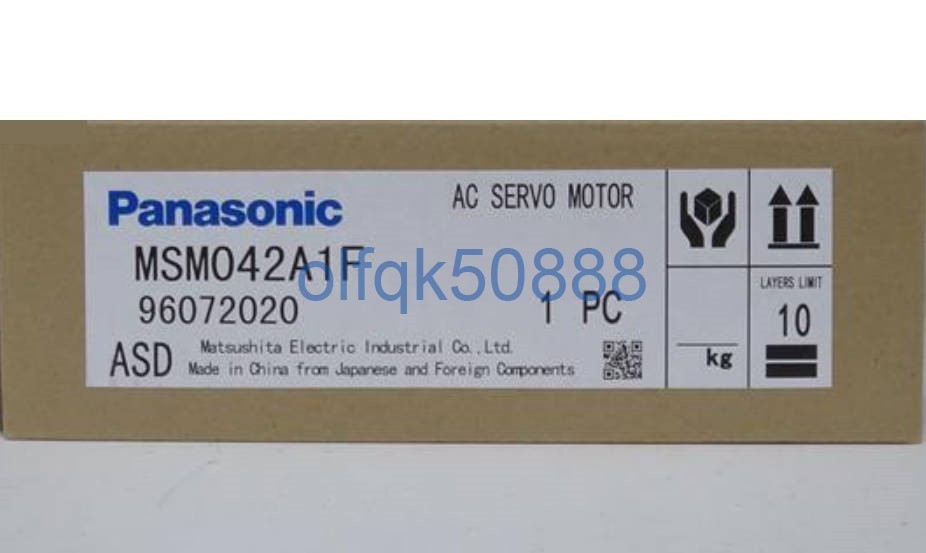 Panasonic
AC SERVO MOTOR
MSMO42A1F
olfqk50888
96072020
1 PC
ASD
Matsushita Electric Industrial Co.,Ltd.
Made in China from Japanese and Foreign Components
kg
LAYERS LIMIT
10